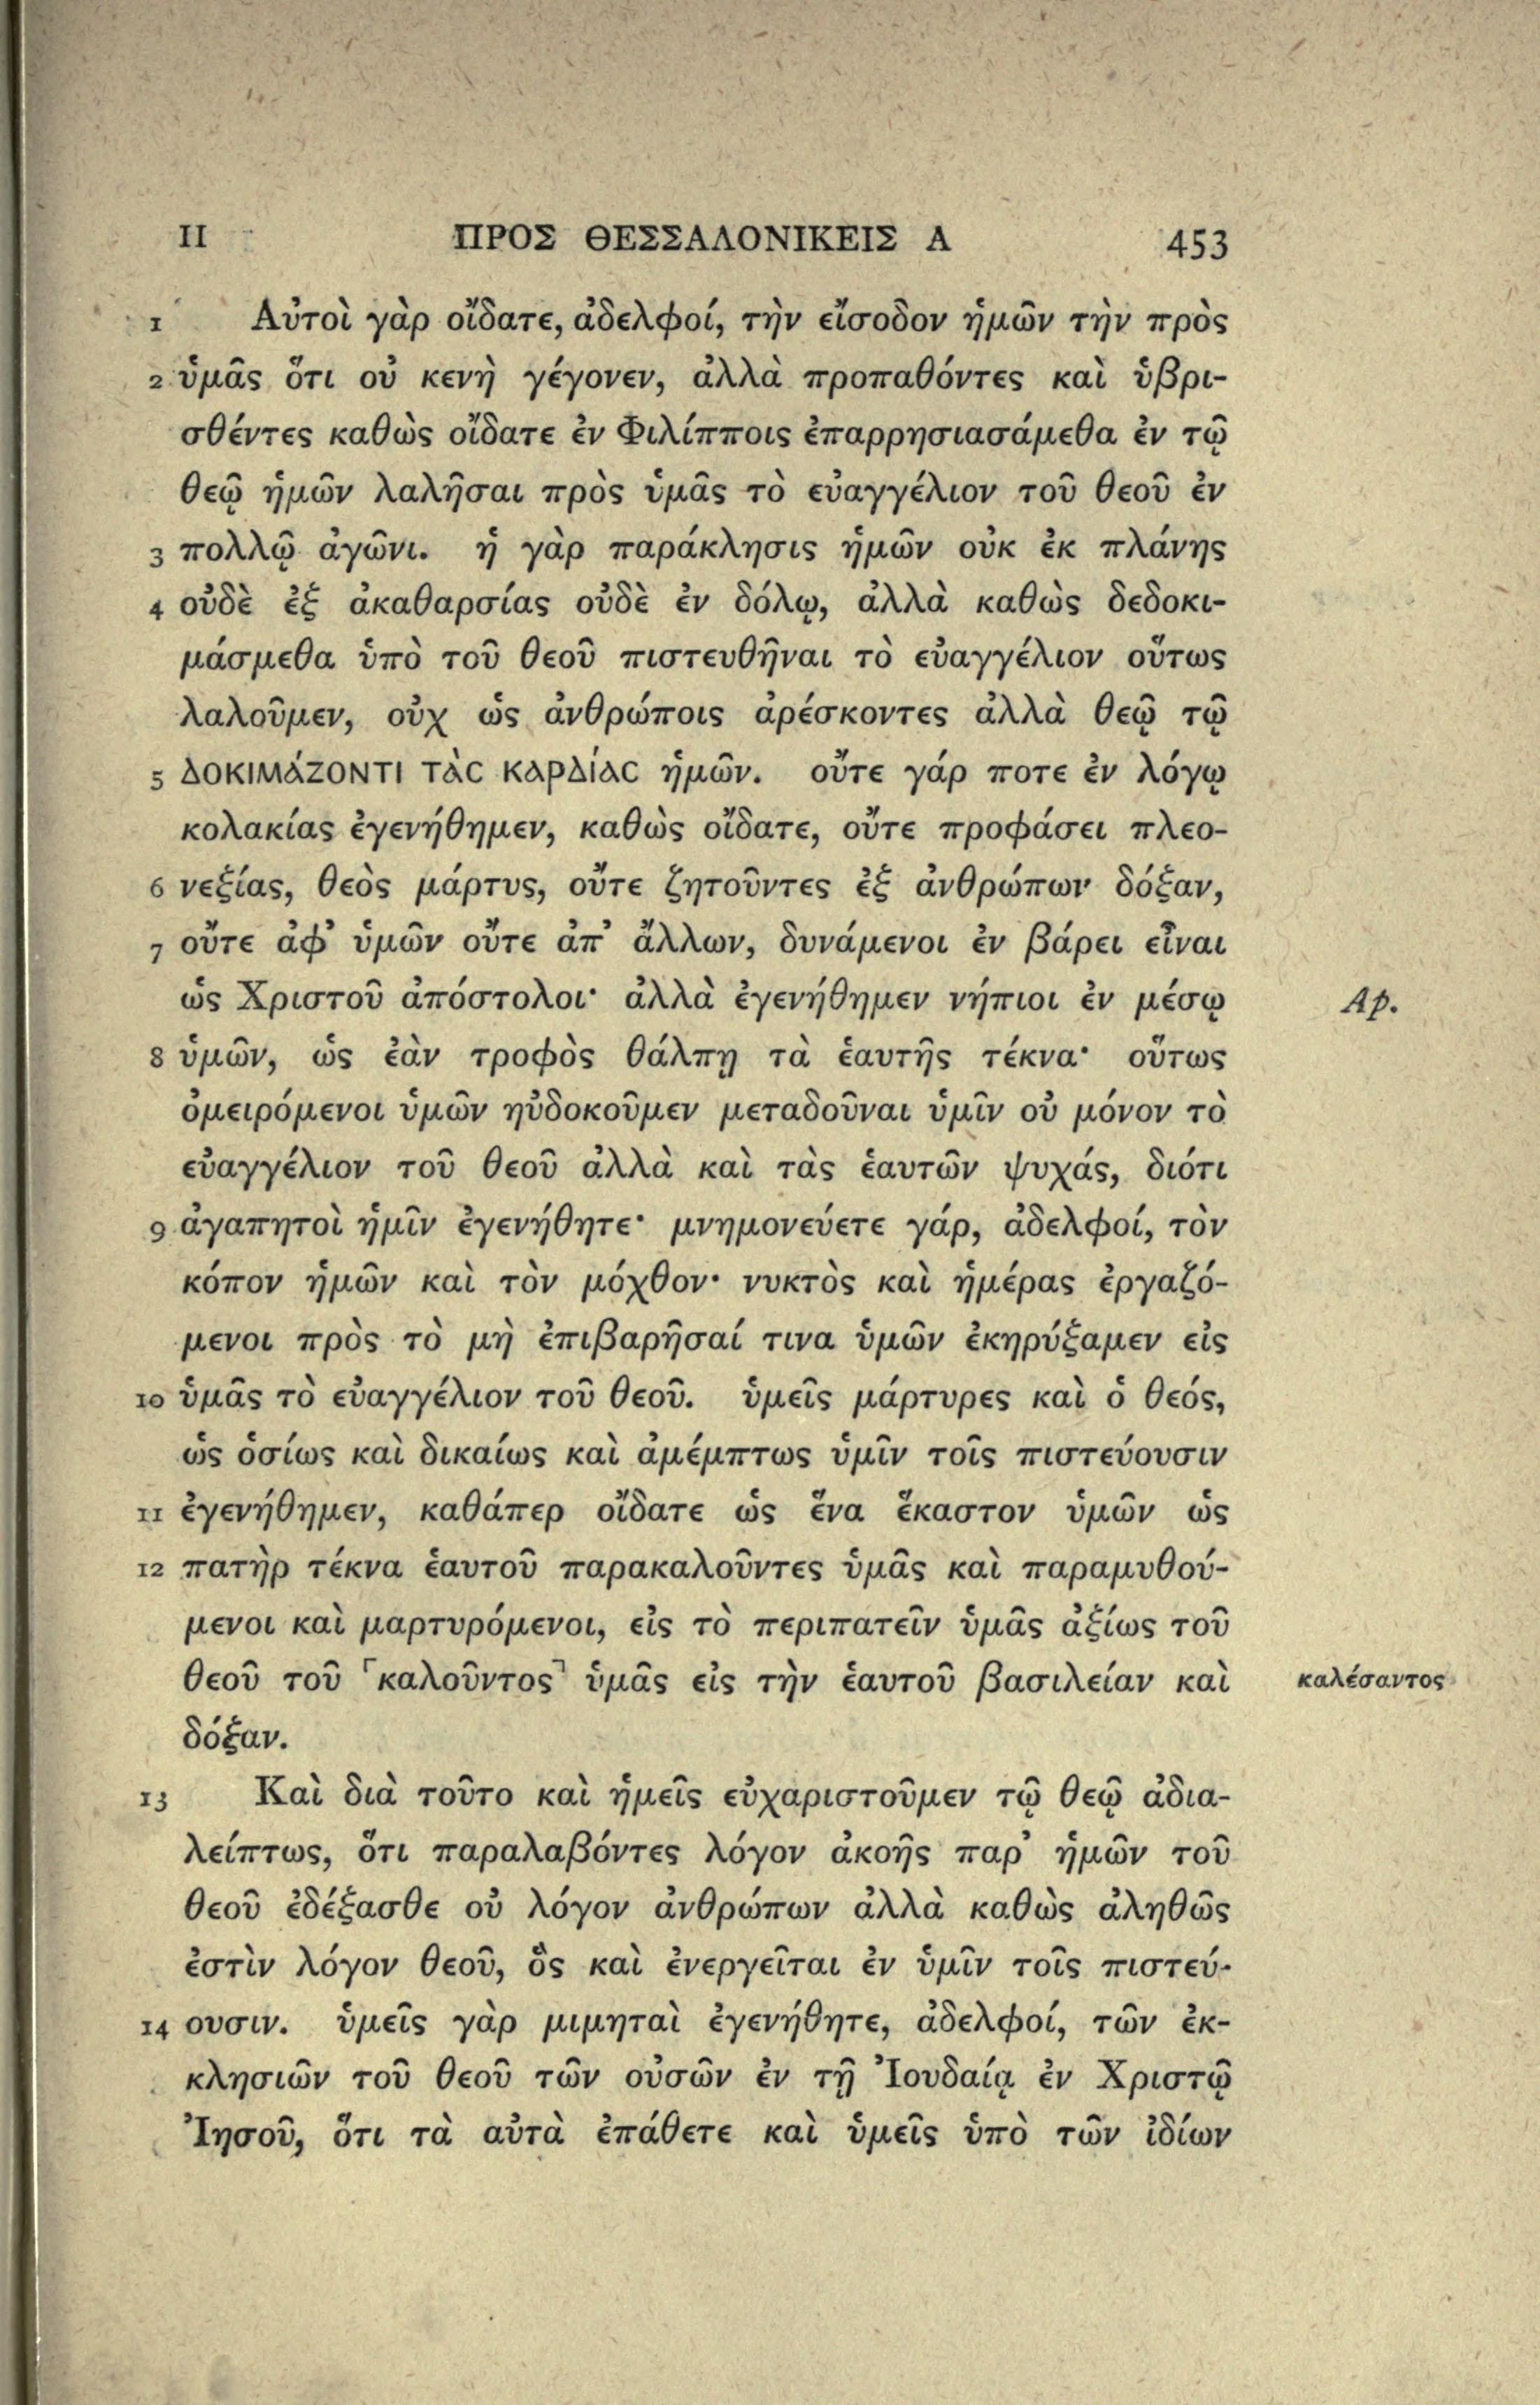 II ΠΡΟΣ ΘΕΣΣΑΛΟΝΙΚΕΙΣ Α 453
1 Αὐτοὶ γὰρ οἴδατε, ἀδελφοί, τὴν εἴσοδον ἡμῶν τὴν πρὸς
2 ὑμᾶς ὅτι οὐ κενὴ γέγονεν, ἀλλὰ προπαθόντες καὶ ὑβρι-
σθέντες καθὼς οἴδατε ἐν Φιλίπποις ἐπαρρησιασάμεθα ἐν τῷ
θεῷ ἡμῶν λαλῆσαι πρὸς ὑμᾶς τὸ εὐαγγέλιον τοῦ θεοῦ ἐν
3 πολλῷ ἀγῶνι. ἡ γὰρ παράκλησις ἡμῶν οὐκ ἐκ πλάνης
4 οὐδὲ ἐξ ἀκαθαρσίας οὐδὲ ἐν δόλῳ, ἀλλὰ καθὼς δεδοκι-
μάσμεθα ὑπὸ τοῦ θεοῦ πιστευθῆναι τὸ εὐαγγέλιον οὕτως
λαλοῦμεν, οὐχ ὡς ἀνθρώποις ἀρέσκοντες ἀλλὰ θεῷ τῷ
5 ΔΟΚΙΜΆΖΟΝΤΙ ΤᾺϹ ΚΑΡΔΊΑϹ ἡμῶν. οὔτε γάρ ποτε ἐν λόγῳ
κολακίας ἐγενήθημεν, καθὼς οἴδατε, οὔτε προφάσει πλεο-
6 νεξίας, θεὸς μάρτυς, οὔτε ζητοῦντες ἐξ ἀνθρώπων δόξαν,
7 οὔτε ἀφ’ ὑμῶν οὔτε ἀπ’ ἄλλων, δυνάμενοι ἐν βάρει εἶναι
ὡς Χριστοῦ ἀπόστολοι· ἀλλὰ ἐγενήθημεν νήπιοι ἐν μέσῳ Ap.
8 ὑμῶν, ὡς ἐὰν τροφὸς θάλπῃ τὰ ἑαυτῆς τέκνα· οὕτως
ὁμειρόμενοι ὑμῶν ηὐδοκοῦμεν μεταδοῦναι ὑμῖν οὐ μόνον τὸ
εὐαγγέλιον τοῦ θεοῦ ἀλλὰ καὶ τὰς ἑαυτῶν ψυχάς, διότι
9 ἀγαπητοὶ ἡμῖν ἐγενήθητε· μνημονεύετε γάρ, ἀδελφοί, τὸν
κόπον ἡμῶν καὶ τὸν μόχθον· νυκτὸς καὶ ἡμέρας ἐργαζό-
μενοι πρὸς τὸ μὴ ἐπιβαρῆσαί τινα ὑμῶν ἐκηρύξαμεν εἰς
10 ὑμᾶς τὸ εὐαγγέλιον τοῦ θεοῦ. ὑμεῖς μάρτυρες καὶ ὁ θεός,
ὡς ὁσίως καὶ δικαίως καὶ ἀμέμπτως ὑμῖν τοῖς πιστεύουσιν
11 ἐγενήθημεν, καθάπερ οἴδατε ὡς ἕνα ἕκαστον ὑμῶν ὡς
12 πατὴρ τέκνα ἑαυτοῦ παρακαλοῦντες ὑμᾶς καὶ παραμυθού-
μενοι καὶ μαρτυρόμενοι, εἰς τὸ περιπατεῖν ὑμᾶς ἀξίως τοῦ
θεοῦ τοῦ ⌜καλοῦντος⌝ ὑμᾶς εἰς τὴν ἑαυτοῦ βασιλείαν καὶ καλέσαντος
δόξαν.
13 Καὶ διὰ τοῦτο καὶ ἡμεῖς εὐχαριστοῦμεν τῷ θεῷ ἀδια-
λείπτως, ὅτι παραλαβόντες λόγον ἀκοῆς παρ’ ἡμῶν τοῦ
θεοῦ ἐδέξασθε οὐ λόγον ἀνθρώπων ἀλλὰ καθὼς ἀληθῶς
ἐστὶν λόγον θεοῦ, ὃς καὶ ἐνεργεῖται ἐν ὑμῖν τοῖς πιστεύ-
14 ουσιν. ὑμεῖς γὰρ μιμηταὶ ἐγενήθητε, ἀδελφοί, τῶν ἐκ-
κλησιῶν τοῦ θεοῦ τῶν οὐσῶν ἐν τῇ Ἰουδαίᾳ ἐν Χριστῷ
Ἰησοῦ, ὅτι τὰ αὐτὰ ἐπάθετε καὶ ὑμεῖς ὑπὸ τῶν ἰδίων